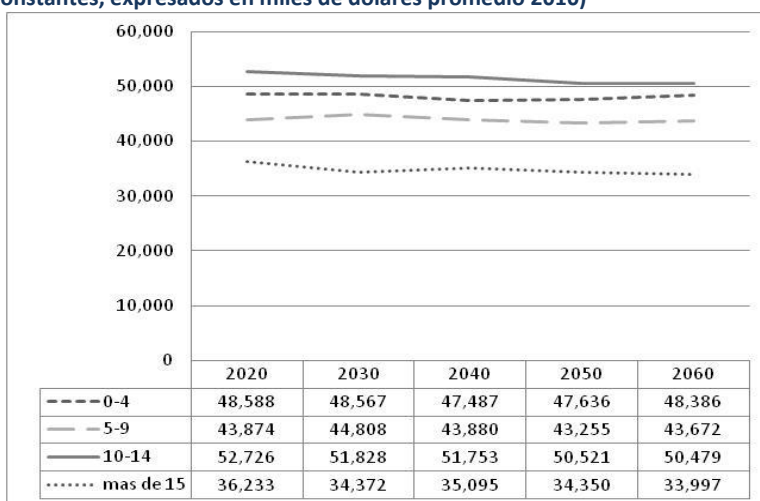 onstantes, expresados en miles de dólares promedio 2010)
60,000
50,000
40,000
30,000
20,000
10,000
0
2020 2030 2040 2050 2060
0-4 48,588 48,567 47,487 47,636 48,386
5-9 43,874 44,808 43,880 43,255 43,672
10-14 52,726 51,828 51,753 50,521 50,479
mas de 15 36,233 34,372 35,095 34,350 33,997